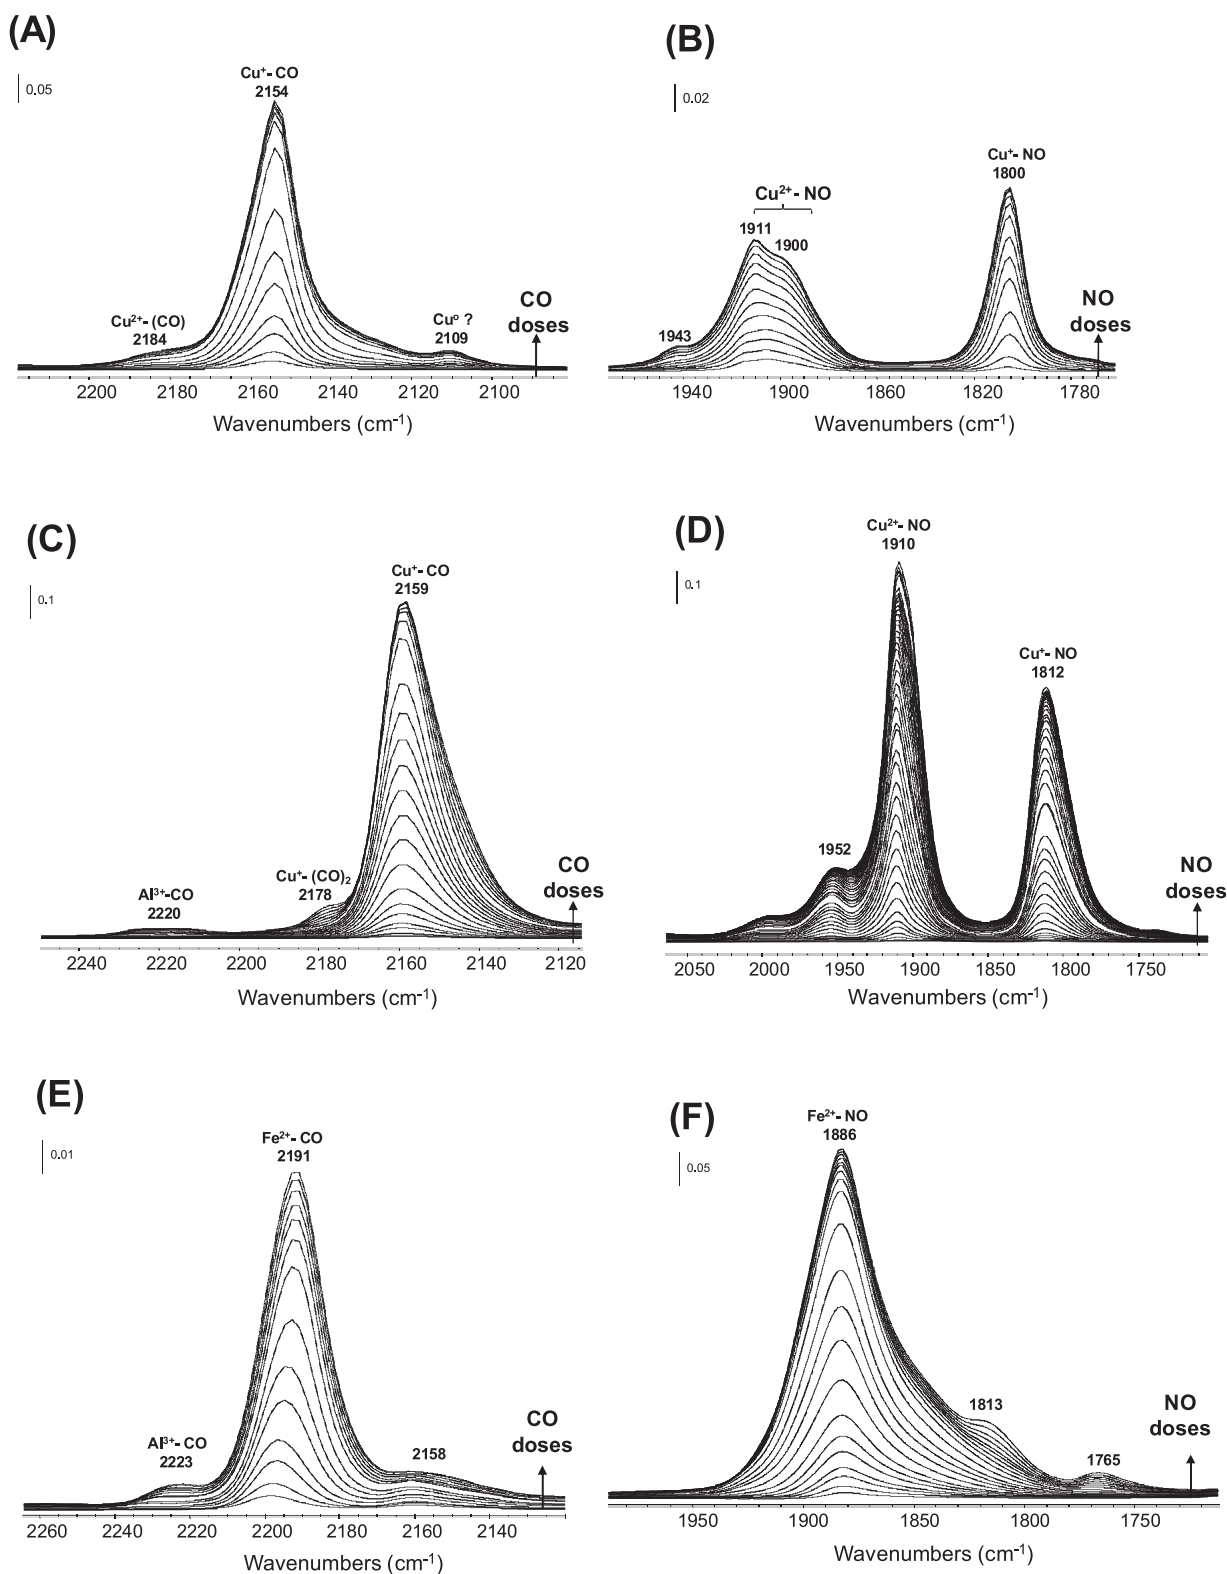 (A)
0.05
Cu⁺- CO
2154
Cu²⁺- (CO)
2184
Cuº ?
2109
CO
doses
2200 2180 2160 2140 2120 2100
Wavenumbers (cm⁻¹)
(B)
0.02
Cu²⁺- NO
1911
1900
1943
Cu⁺- NO
1800
NO
doses
1940 1900 1860 1820 1780
Wavenumbers (cm⁻¹)
(C)
0.1
Cu⁺- CO
2159
Cu⁺- (CO)₂
2178
Al³⁺-CO
2220
CO
doses
2240 2220 2200 2180 2160 2140 2120
Wavenumbers (cm⁻¹)
(D)
0.1
Cu²⁺- NO
1910
Cu⁺- NO
1812
1952
NO
doses
2050 2000 1950 1900 1850 1800 1750
Wavenumbers (cm⁻¹)
(E)
0.01
Fe²⁺- CO
2191
Al³⁺- CO
2223
2158
CO
doses
2260 2240 2220 2200 2180 2160 2140
Wavenumbers (cm⁻¹)
(F)
0.05
Fe²⁺- NO
1886
1813
1765
NO
doses
1950 1900 1850 1800 1750
Wavenumbers (cm⁻¹)